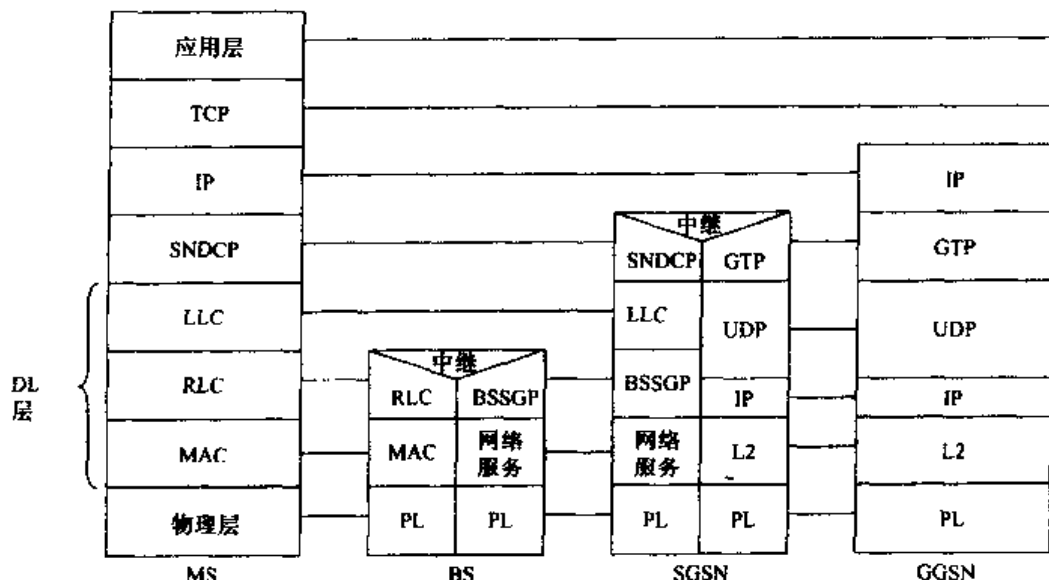 应用层
TCP
IP
SNDCP
LLC
RLC
MAC
物理层
DL
层
MS
中继
RLC
BSSGP
MAC
网络
服务
PL
PL
BS
中继
SNDCP
GTP
LLC
UDP
BSSGP
IP
网络
服务
L2
PL
PL
SGSN
IP
GTP
UDP
IP
L2
PL
GGSN